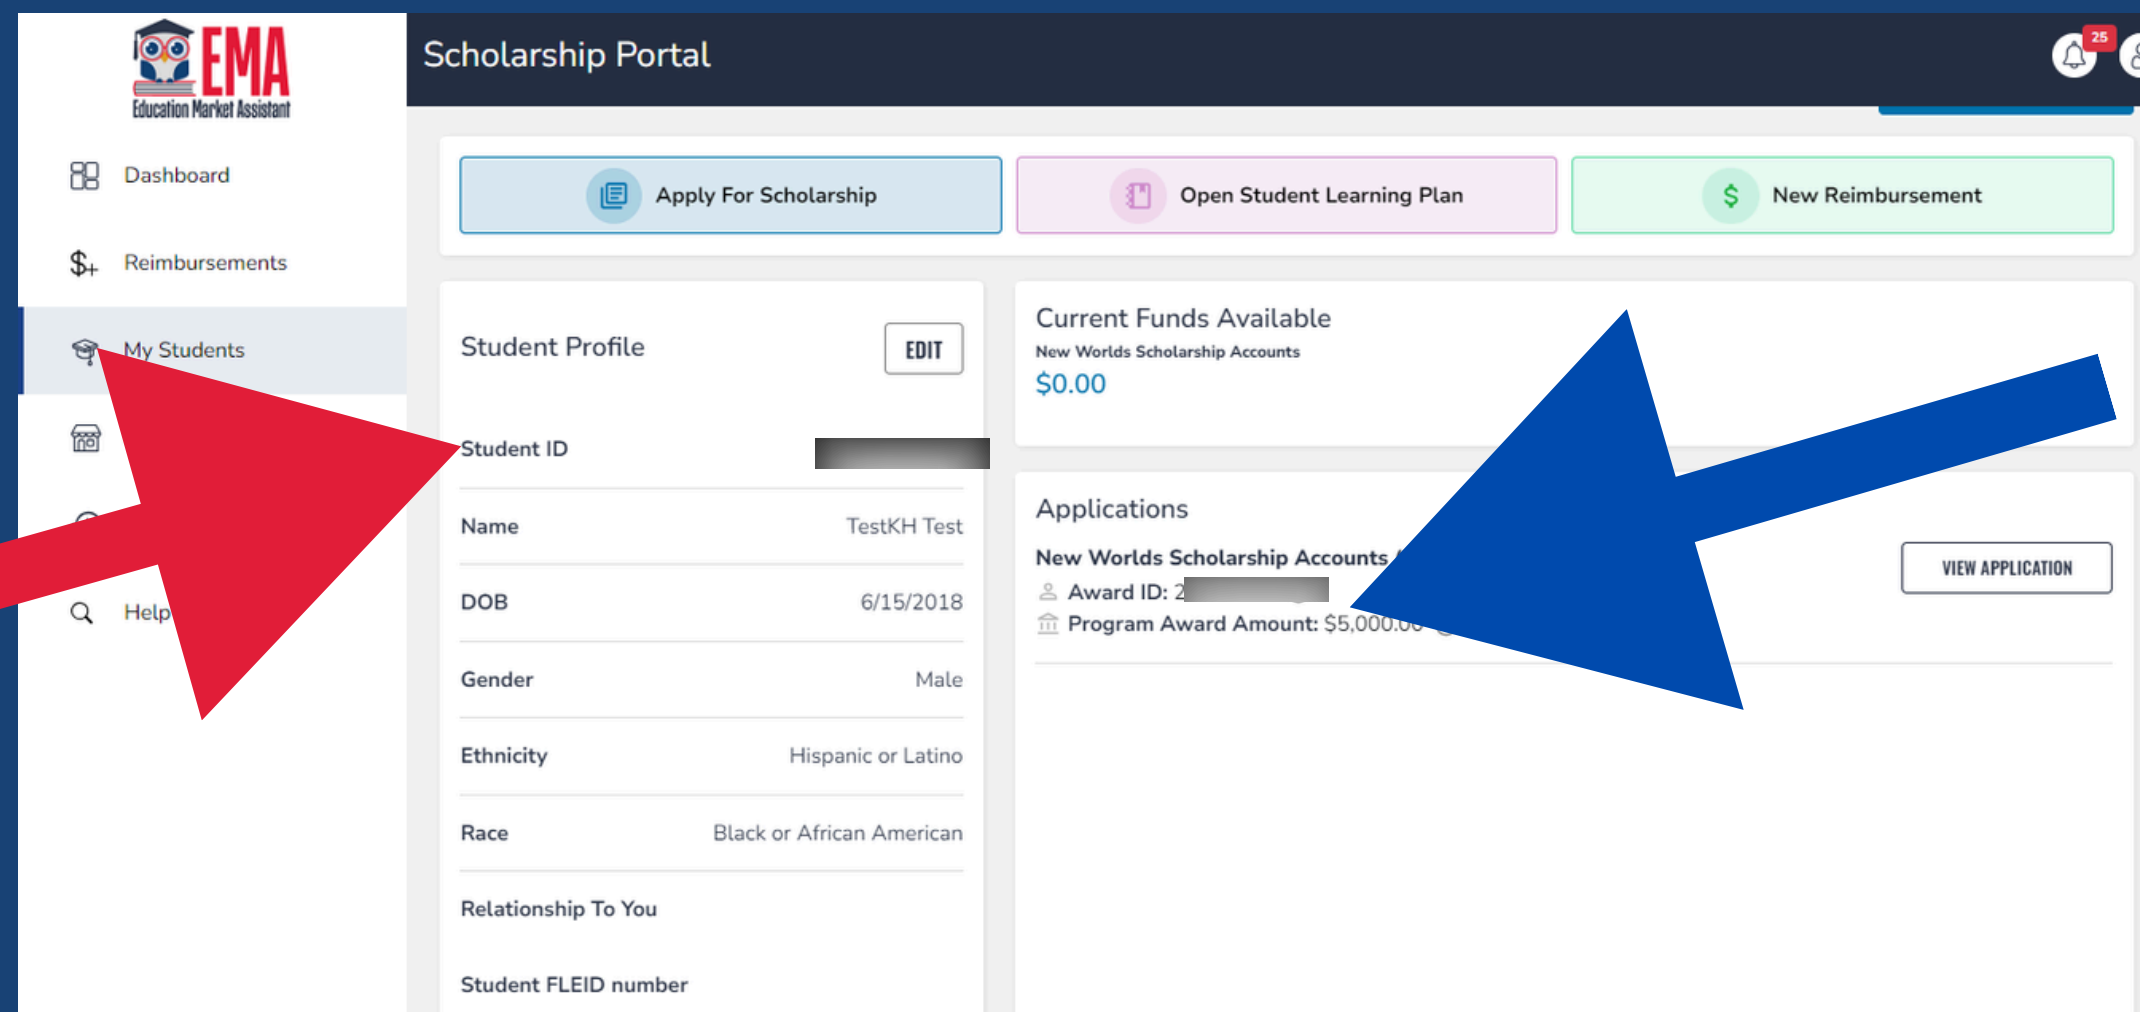 EMA
Education Market Assistant
Scholarship Portal
25
Dashboard
Reimbursements
My Students
Help
Apply For Scholarship
Open Student Learning Plan
New Reimbursement
Student Profile
EDIT
Student ID
Name TestKH Test
DOB 6/15/2018
Gender Male
Ethnicity Hispanic or Latino
Race Black or African American
Relationship To You
Student FLEID number
Current Funds Available
New Worlds Scholarship Accounts
$0.00
Applications
New Worlds Scholarship Accounts
Award ID: 2
Program Award Amount: $5,000.00
VIEW APPLICATION